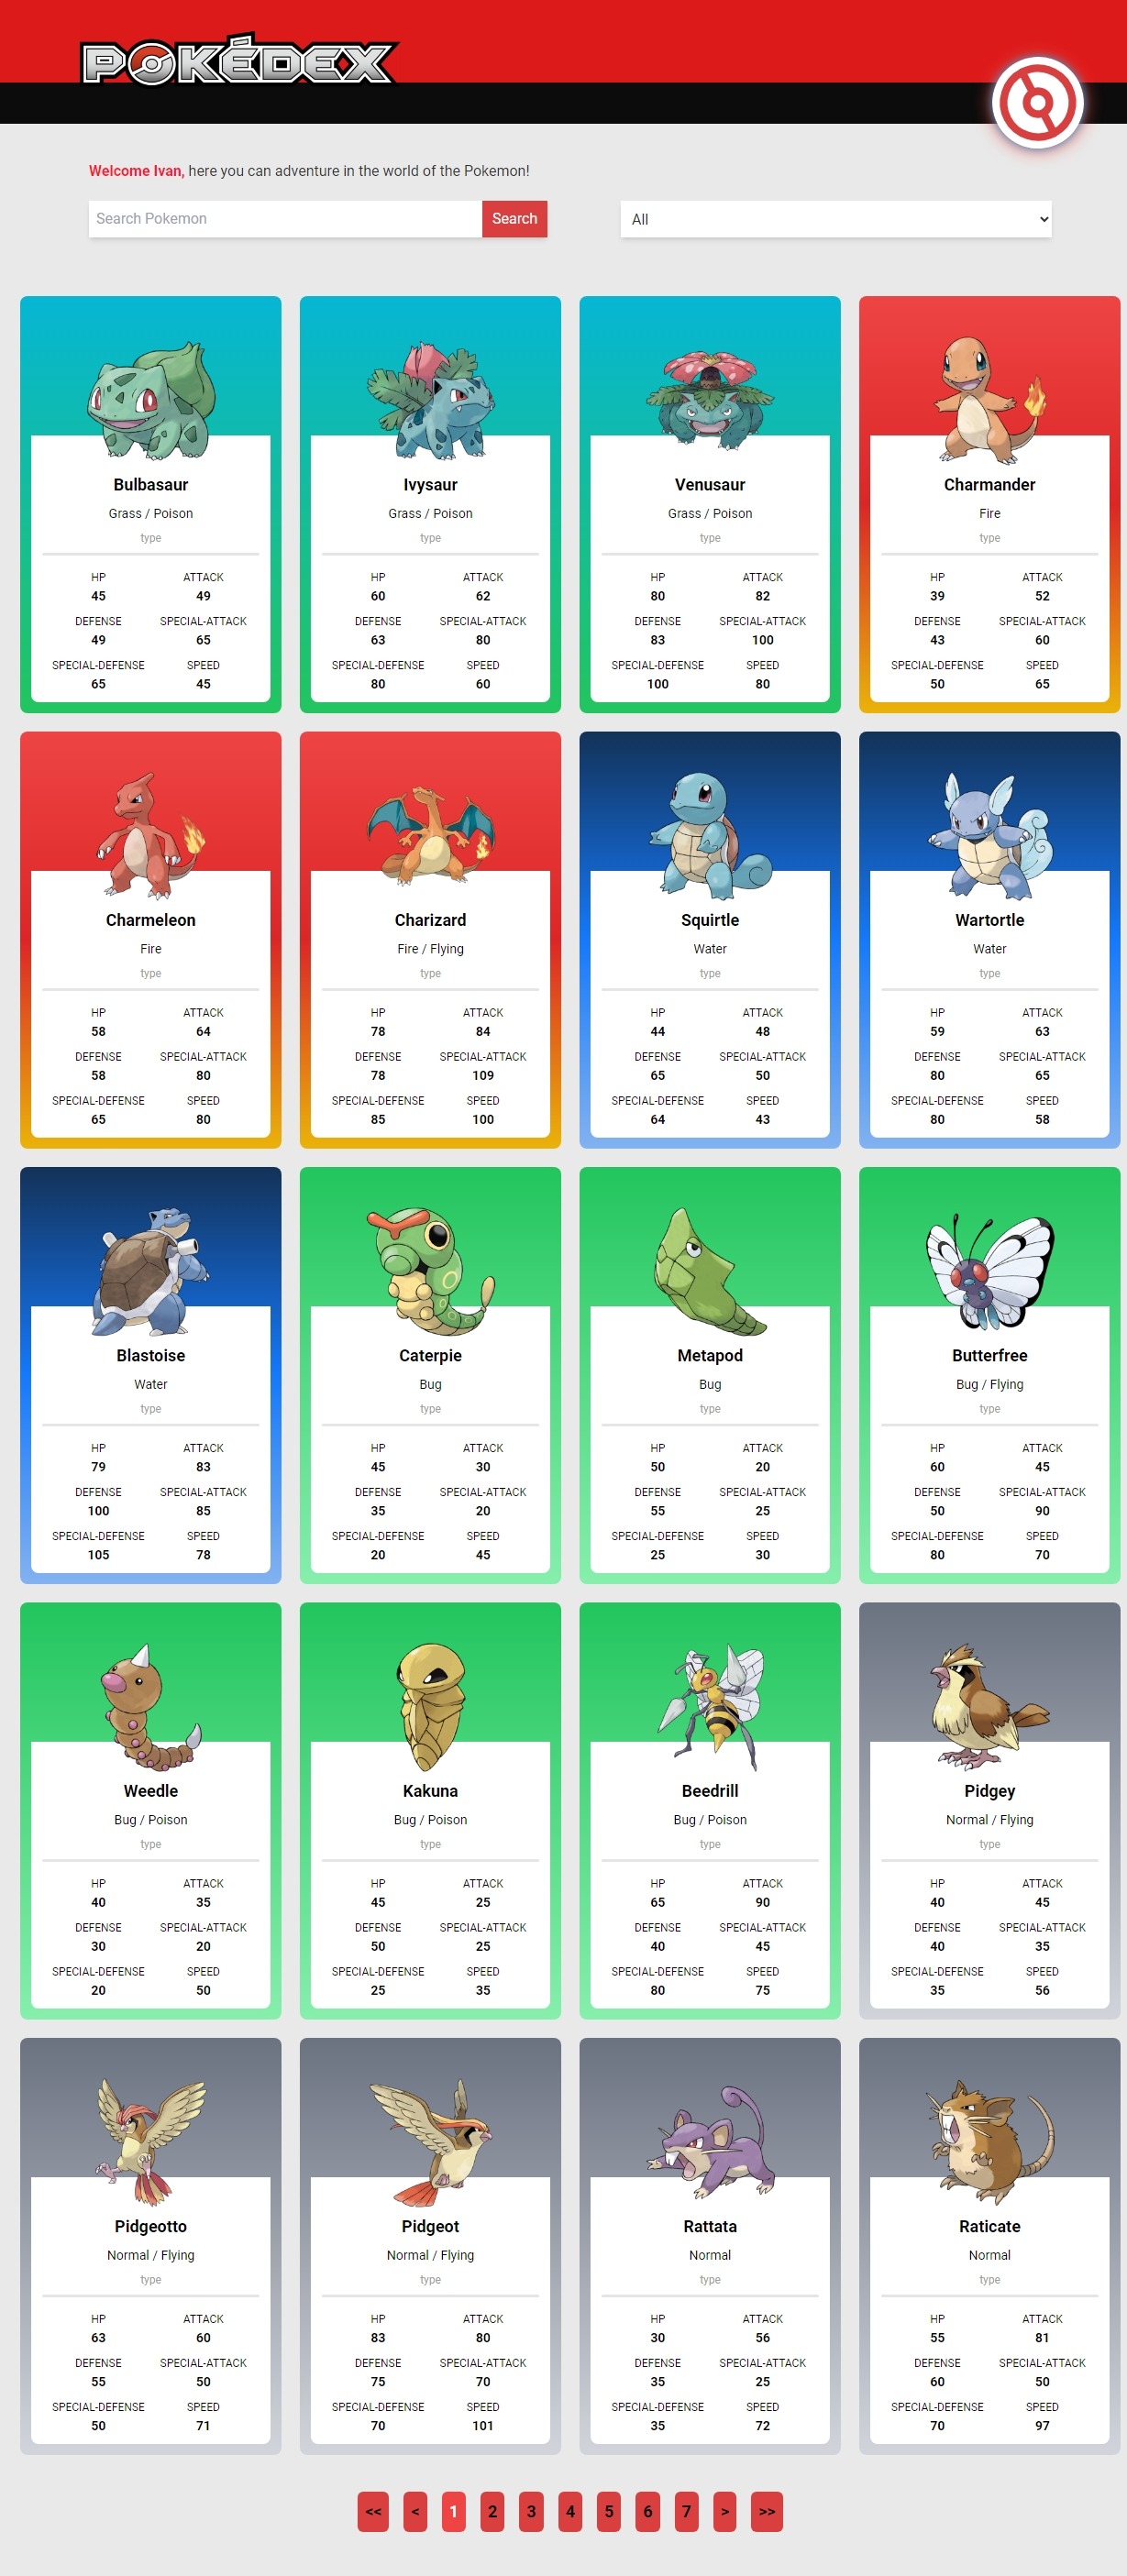 POKÉDEX
Welcome Ivan, here you can adventure in the world of the Pokemon!
Search Pokemon Search All
Bulbasaur Ivysaur Venusaur Charmander
Grass / Poison Grass / Poison Grass / Poison Fire
type type type type
HP ATTACK HP ATTACK HP ATTACK HP ATTACK
45 49 60 62 80 82 39 52
DEFENSE SPECIAL-ATTACK DEFENSE SPECIAL-ATTACK DEFENSE SPECIAL-ATTACK DEFENSE SPECIAL-ATTACK
49 65 63 80 83 100 43 60
SPECIAL-DEFENSE SPEED SPECIAL-DEFENSE SPEED SPECIAL-DEFENSE SPEED SPECIAL-DEFENSE SPEED
65 45 80 60 100 80 50 65
Charmeleon Charizard Squirtle Wartortle
Fire Fire / Flying Water Water
type type type type
HP ATTACK HP ATTACK HP ATTACK HP ATTACK
58 64 78 84 44 48 59 63
DEFENSE SPECIAL-ATTACK DEFENSE SPECIAL-ATTACK DEFENSE SPECIAL-ATTACK DEFENSE SPECIAL-ATTACK
58 80 78 109 65 50 80 65
SPECIAL-DEFENSE SPEED SPECIAL-DEFENSE SPEED SPECIAL-DEFENSE SPEED SPECIAL-DEFENSE SPEED
65 80 85 100 64 43 80 58
Blastoise Caterpie Metapod Butterfree
Water Bug Bug Bug / Flying
type type type type
HP ATTACK HP ATTACK HP ATTACK HP ATTACK
79 83 45 30 50 20 60 45
DEFENSE SPECIAL-ATTACK DEFENSE SPECIAL-ATTACK DEFENSE SPECIAL-ATTACK DEFENSE SPECIAL-ATTACK
100 85 35 20 55 25 50 90
SPECIAL-DEFENSE SPEED SPECIAL-DEFENSE SPEED SPECIAL-DEFENSE SPEED SPECIAL-DEFENSE SPEED
105 78 20 45 25 30 80 70
Weedle Kakuna Beedrill Pidgey
Bug / Poison Bug / Poison Bug / Poison Normal / Flying
type type type type
HP ATTACK HP ATTACK HP ATTACK HP ATTACK
40 35 45 25 65 90 40 45
DEFENSE SPECIAL-ATTACK DEFENSE SPECIAL-ATTACK DEFENSE SPECIAL-ATTACK DEFENSE SPECIAL-ATTACK
30 20 50 25 40 45 40 35
SPECIAL-DEFENSE SPEED SPECIAL-DEFENSE SPEED SPECIAL-DEFENSE SPEED SPECIAL-DEFENSE SPEED
20 50 25 35 80 75 35 56
Pidgeotto Pidgeot Rattata Raticate
Normal / Flying Normal / Flying Normal Normal
type type type type
HP ATTACK HP ATTACK HP ATTACK HP ATTACK
63 60 83 80 30 56 55 81
DEFENSE SPECIAL-ATTACK DEFENSE SPECIAL-ATTACK DEFENSE SPECIAL-ATTACK DEFENSE SPECIAL-ATTACK
55 50 75 70 35 25 60 50
SPECIAL-DEFENSE SPEED SPECIAL-DEFENSE SPEED SPECIAL-DEFENSE SPEED SPECIAL-DEFENSE SPEED
50 71 70 101 35 72 70 97
<< < 1 2 3 4 5 6 7 > >>